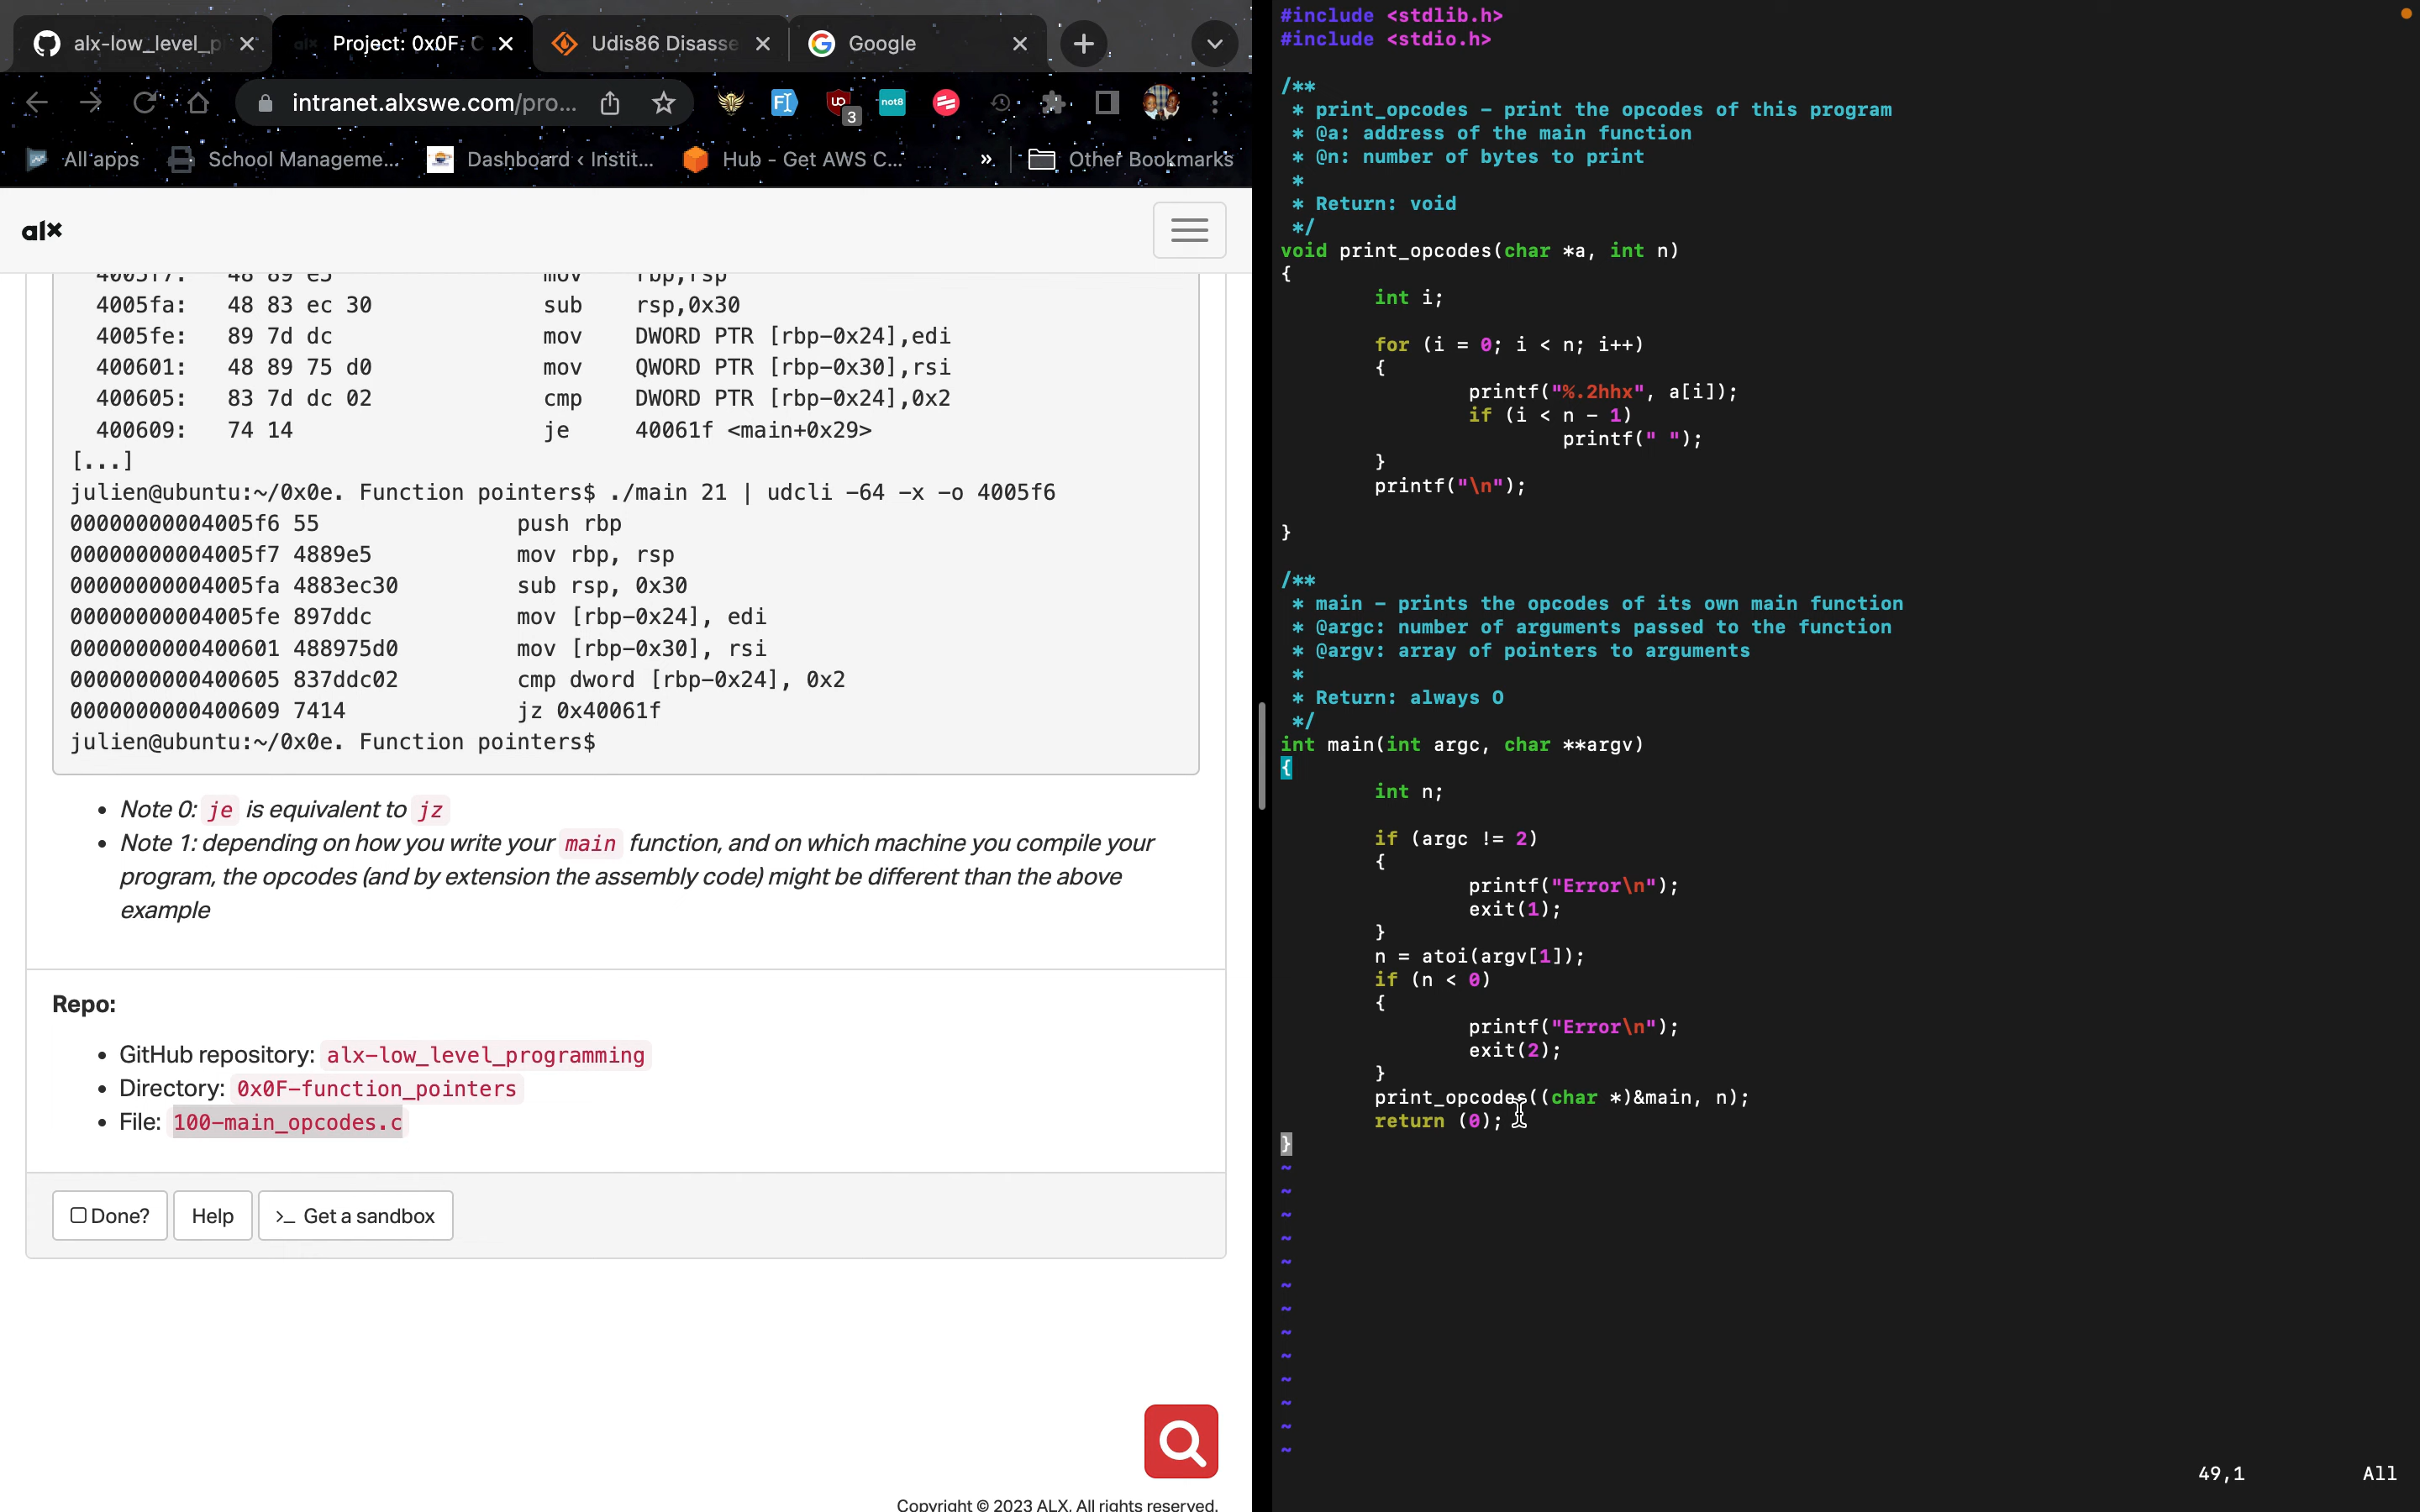 alx-low_level_p
Project: 0x0F. C
Udis86 Disasse
Google
intranet.alxswe.com/pro...
FI
UD
3
not8
All apps
School Manageme...
Dashboard ‹ Instit...
Hub - Get AWS C...
»
Other Bookmarks
alx
4005f7: 48 89 e5 mov rbp,rsp
4005fa: 48 83 ec 30 sub rsp,0x30
4005fe: 89 7d dc mov DWORD PTR [rbp-0x24],edi
400601: 48 89 75 d0 mov QWORD PTR [rbp-0x30],rsi
400605: 83 7d dc 02 cmp DWORD PTR [rbp-0x24],0x2
400609: 74 14 je 40061f <main+0x29>
[...]
julien@ubuntu:~/0x0e. Function pointers$ ./main 21 | udcli -64 -x -o 4005f6
00000000004005f6 55 push rbp
00000000004005f7 4889e5 mov rbp, rsp
00000000004005fa 4883ec30 sub rsp, 0x30
00000000004005fe 897ddc mov [rbp-0x24], edi
0000000000400601 488975d0 mov [rbp-0x30], rsi
0000000000400605 837ddc02 cmp dword [rbp-0x24], 0x2
0000000000400609 7414 jz 0x40061f
julien@ubuntu:~/0x0e. Function pointers$
• Note 0: je is equivalent to jz
• Note 1: depending on how you write your main function, and on which machine you compile your
program, the opcodes (and by extension the assembly code) might be different than the above
example
Repo:
• GitHub repository: alx-low_level_programming
• Directory: 0x0F-function_pointers
• File: 100-main_opcodes.c
Done?
Help
>_ Get a sandbox
Copyright © 2023 ALX, All rights reserved.
#include <stdlib.h>
#include <stdio.h>
/**
* print_opcodes - print the opcodes of this program
* @a: address of the main function
* @n: number of bytes to print
*
* Return: void
*/
void print_opcodes(char *a, int n)
{
int i;
for (i = 0; i < n; i++)
{
printf("%.2hhx", a[i]);
if (i < n - 1)
printf(" ");
}
printf("\n");
}
/**
* main - prints the opcodes of its own main function
* @argc: number of arguments passed to the function
* @argv: array of pointers to arguments
*
* Return: always O
*/
int main(int argc, char **argv)
{
int n;
if (argc != 2)
{
printf("Error\n");
exit(1);
}
n = atoi(argv[1]);
if (n < 0)
{
printf("Error\n");
exit(2);
}
print_opcodes((char *)&main, n);
return (0);
}
~
~
~
~
~
~
~
~
~
~
~
~
~
49,1 All